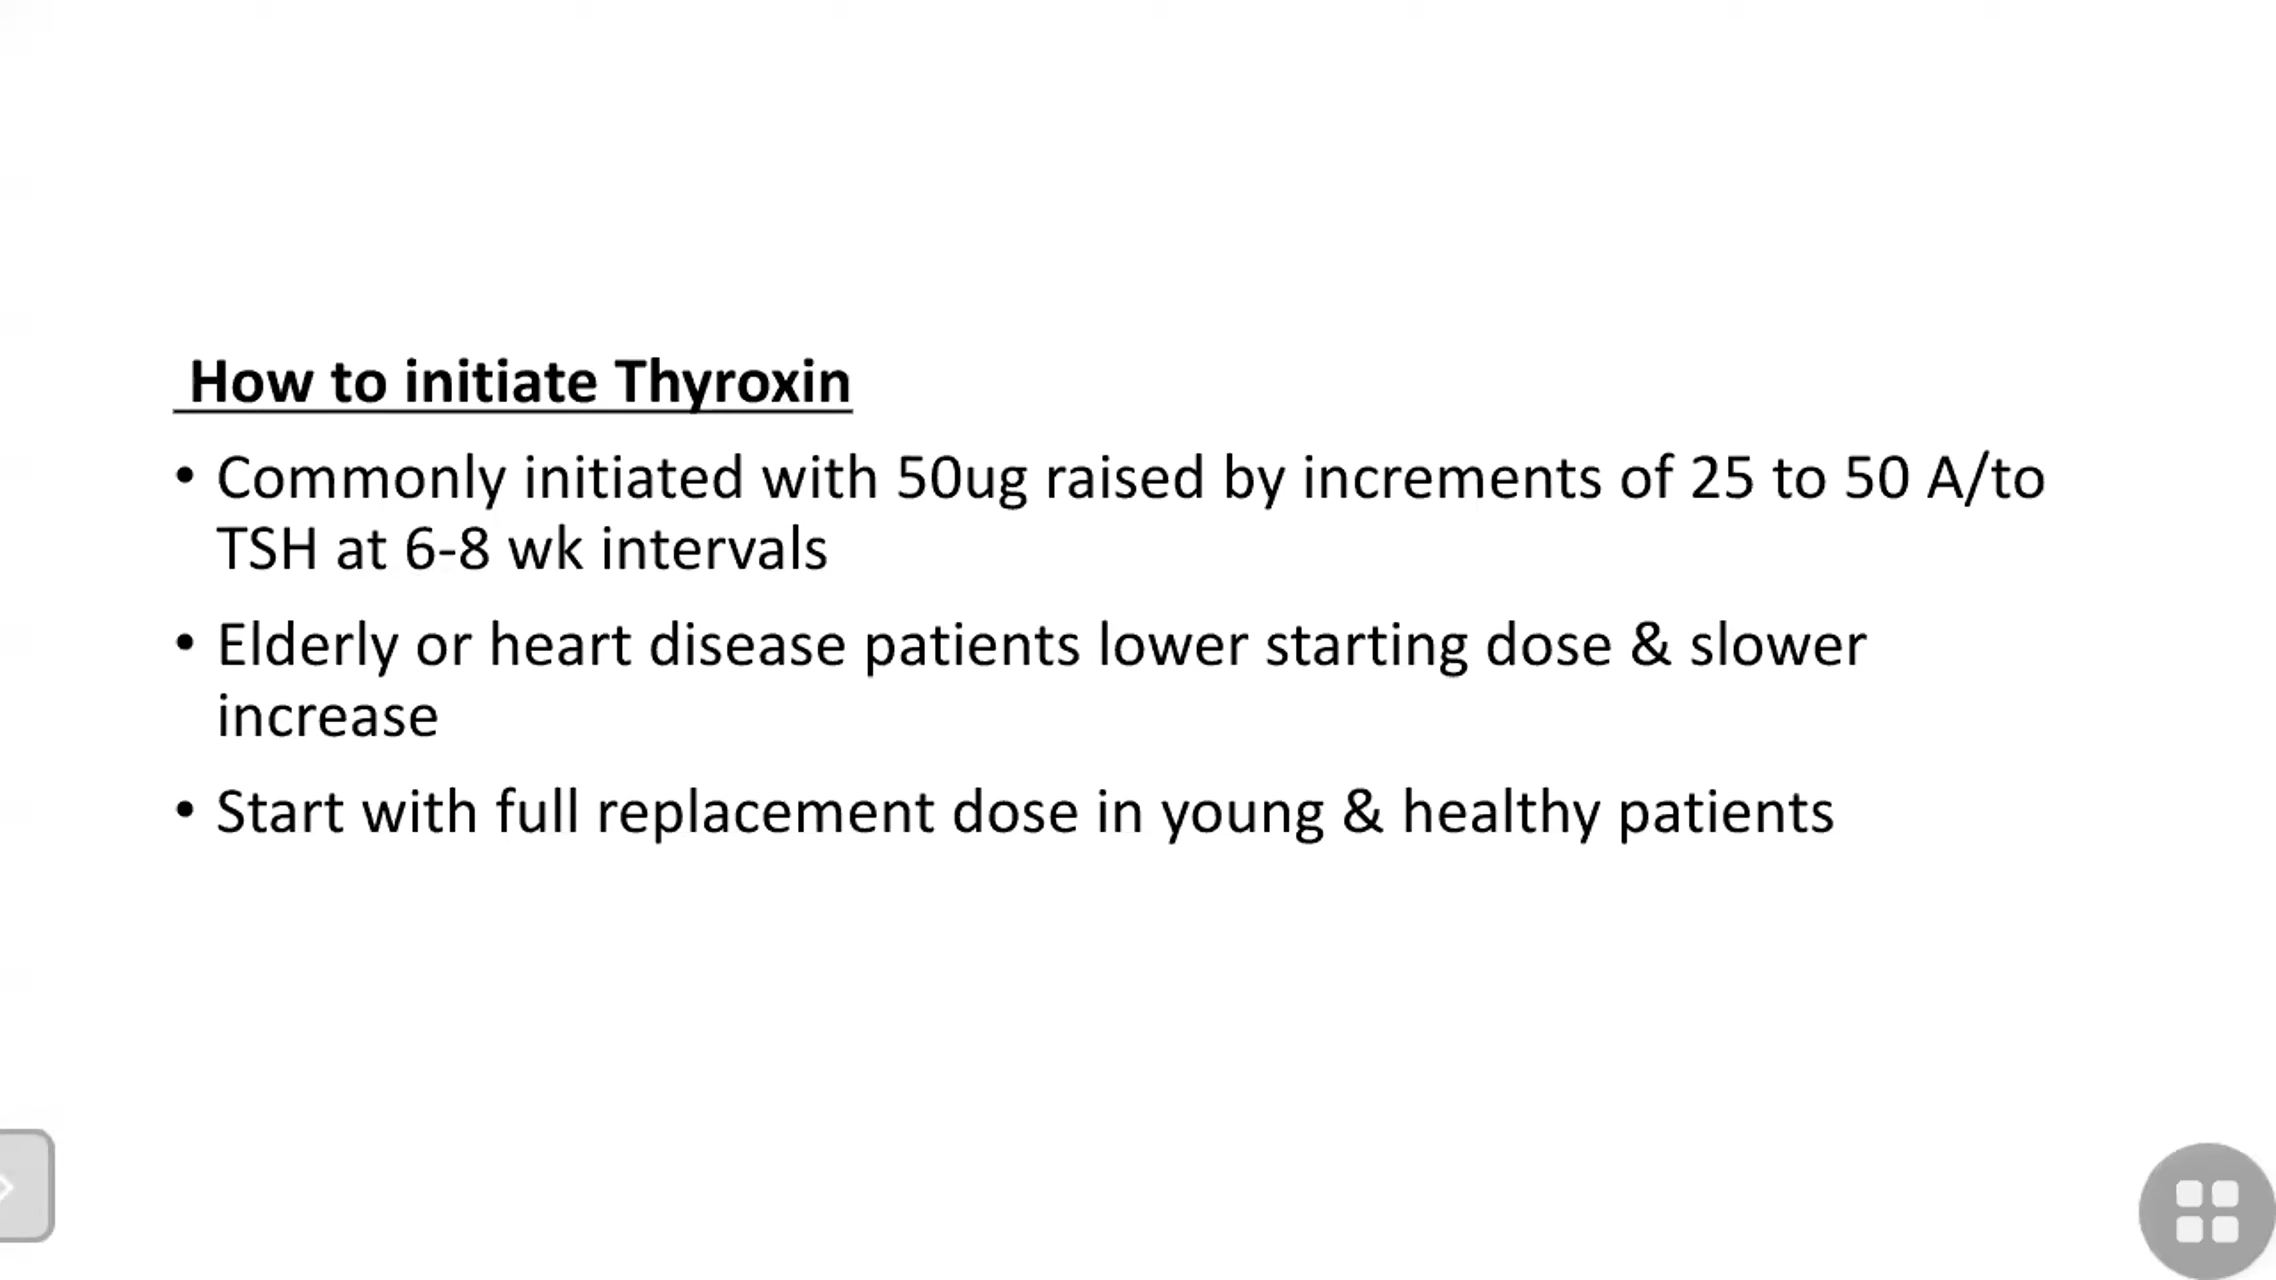 How to initiate Thyroxin
• Commonly initiated with 50ug raised by increments of 25 to 50 A/to
TSH at 6-8 wk intervals
• Elderly or heart disease patients lower starting dose & slower
increase
• Start with full replacement dose in young & healthy patients